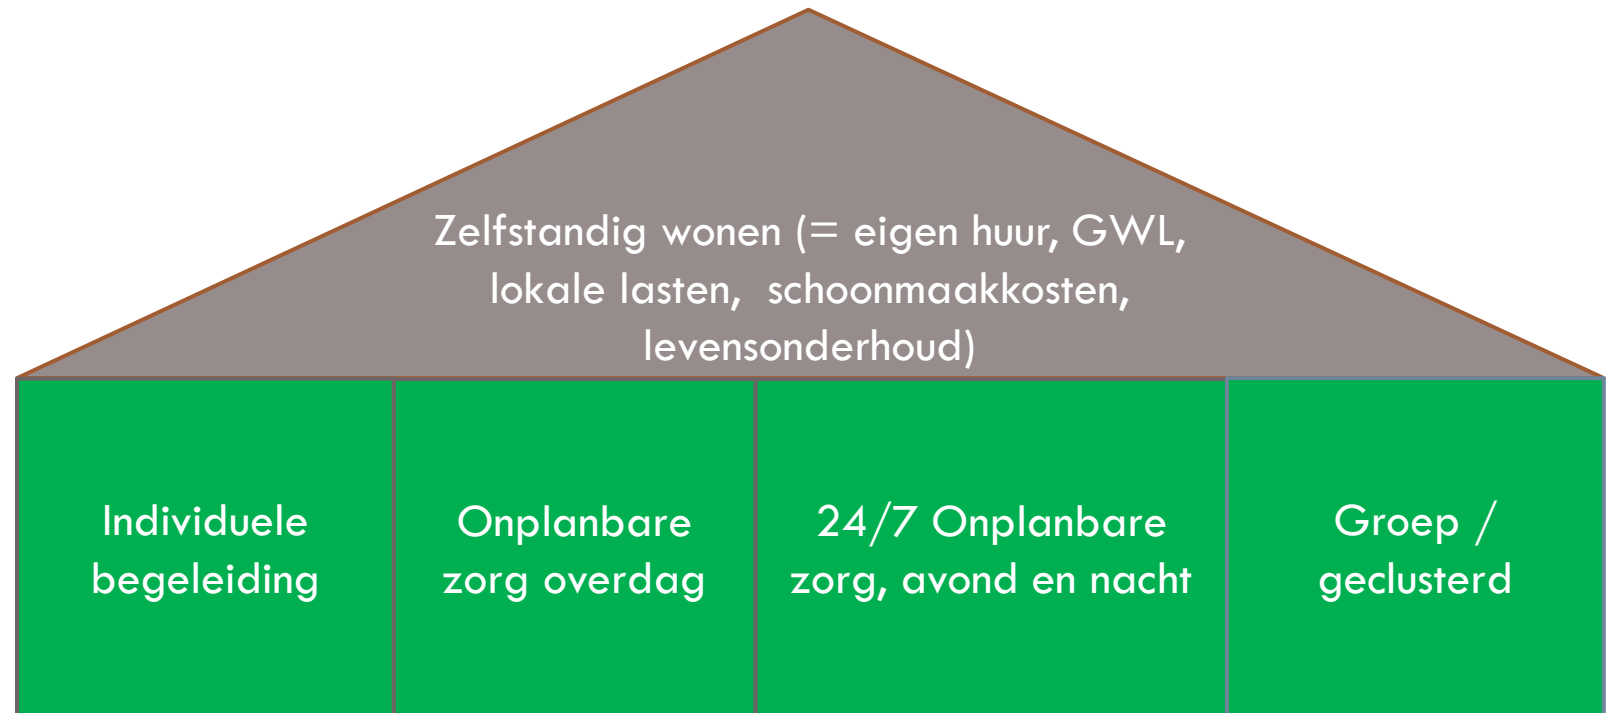 Zelfstandig wonen (= eigen huur, GWL,
lokale lasten,  schoonmaakkosten,
levensonderhoud)
Individuele
begeleiding
Onplanbare
zorg overdag
24/7 Onplanbare
zorg, avond en nacht
Groep /
geclusterd